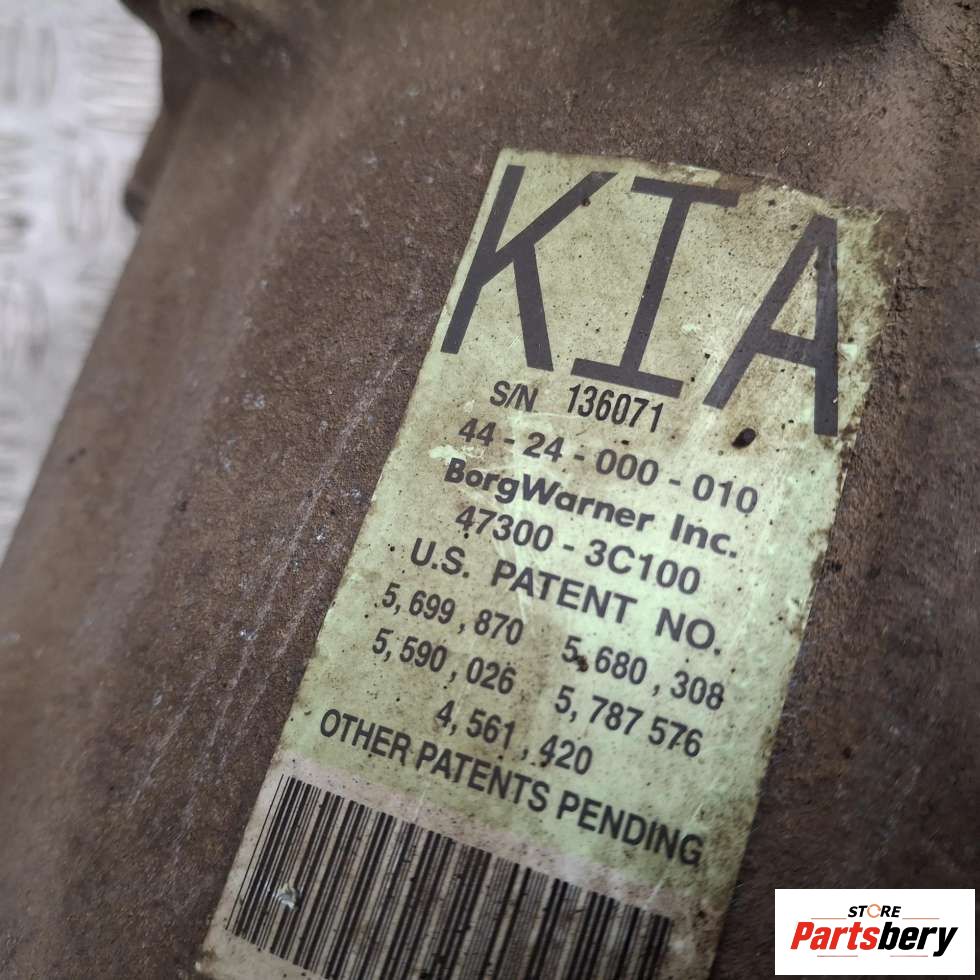 KIA
S/N 136071
44 - 24 - 000 - 010
BorgWarner Inc.
47300 - 3C100
U.S. PATENT NO.
5, 699 , 870 5, 680 , 308
5, 590 , 026 5, 787 576
4, 561 , 420
OTHER PATENTS PENDING
STORE
Partsbery